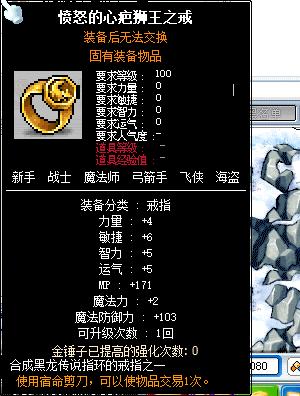 愤怒的心疤狮王之戒
装备后无法交换
固有装备物品
要求等级： 100
要求力量： 0
要求敏捷： 0
要求智力： 0
要求运气： 0
要求人气度： -
道具等级： -
道具经验值： -
新手 战士 魔法师 弓箭手 飞侠 海盗
装备分类 ： 戒指
力量 ： +4
敏捷 ： +6
智力 ： +5
运气 ： +5
MP ： +171
魔法力 ： +2
魔法防御力 ： +103
可升级次数 ： 1回
金锤子已提高的强化次数: 0
合成黑龙传说指环的戒指之一
使用宿命剪刀，可以使物品交易1次。
080